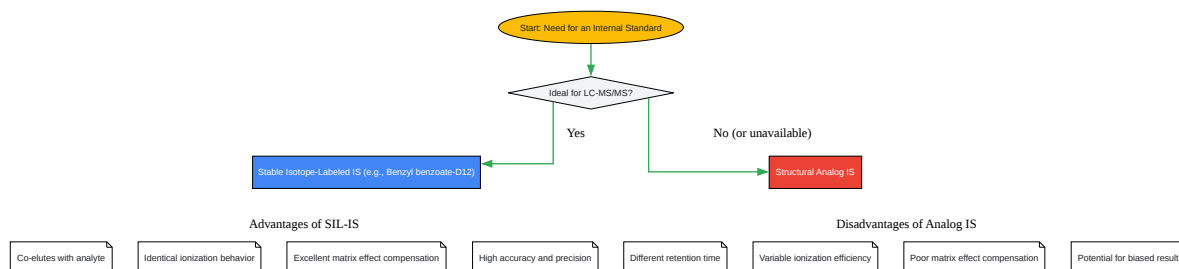 Start: Need for an Internal Standard
Ideal for LC-MS/MS?
Yes
No (or unavailable)
Stable Isotope-Labeled IS (e.g., Benzyl benzoate-D12)
Structural Analog IS
Advantages of SIL-IS
Disadvantages of Analog IS
Co-elutes with analyte
Identical ionization behavior
Excellent matrix effect compensation
High accuracy and precision
Different retention time
Variable ionization efficiency
Poor matrix effect compensation
Potential for biased result